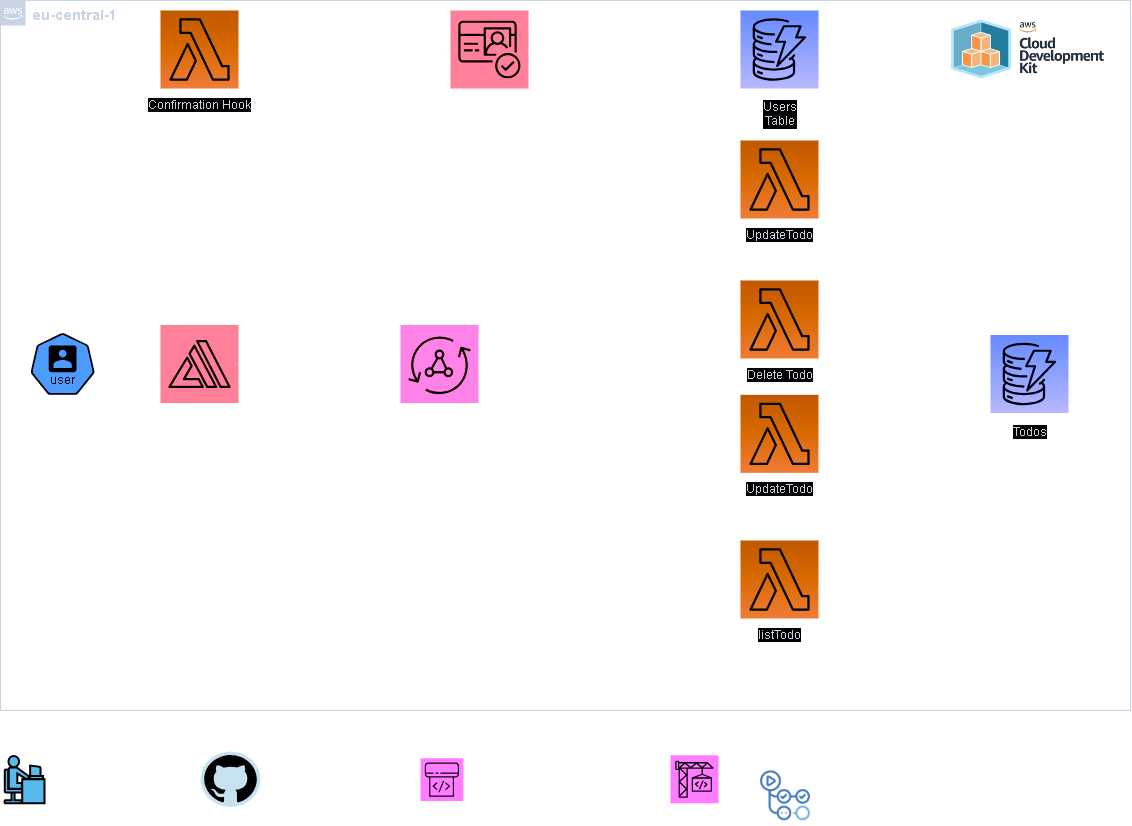 aws
eu-central-1
aws
Cloud
Development
Kit
Confirmation Hook
Users
Table
UpdateTodo
user
Delete Todo
Todos
UpdateTodo
listTodo